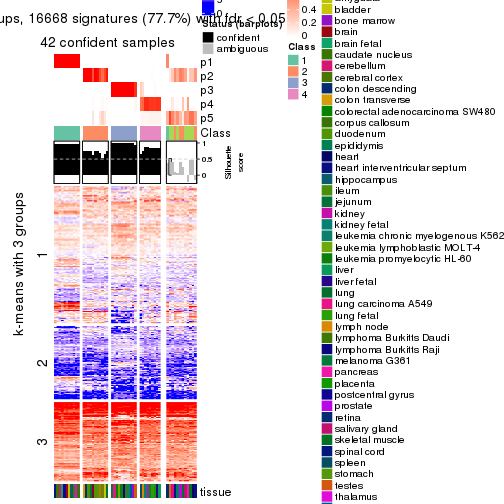 ups, 16668 signatures (77.7%) with fdr < 0.05
42 confident samples
p1
p2
p3
p4
p5
Class
1
0.5
0
Silhouette
score
k-means with 3 groups
1
2
3
tissue
0
Status (barplots)
confident
ambiguous
0.4
0.2
0
Class
1
2
3
4
bladder
bone marrow
brain
brain fetal
caudate nucleus
cerebellum
cerebral cortex
colon descending
colon transverse
colorectal adenocarcinoma SW480
corpus callosum
duodenum
epididymis
heart
heart interventricular septum
hippocampus
ileum
jejunum
kidney
kidney fetal
leukemia chronic myelogenous K562
leukemia lymphoblastic MOLT-4
leukemia promyelocytic HL-60
liver
liver fetal
lung
lung carcinoma A549
lung fetal
lymph node
lymphoma Burkitts Daudi
lymphoma Burkitts Raji
melanoma G361
pancreas
placenta
postcentral gyrus
prostate
retina
salivary gland
skeletal muscle
spinal cord
spleen
stomach
testes
thalamus